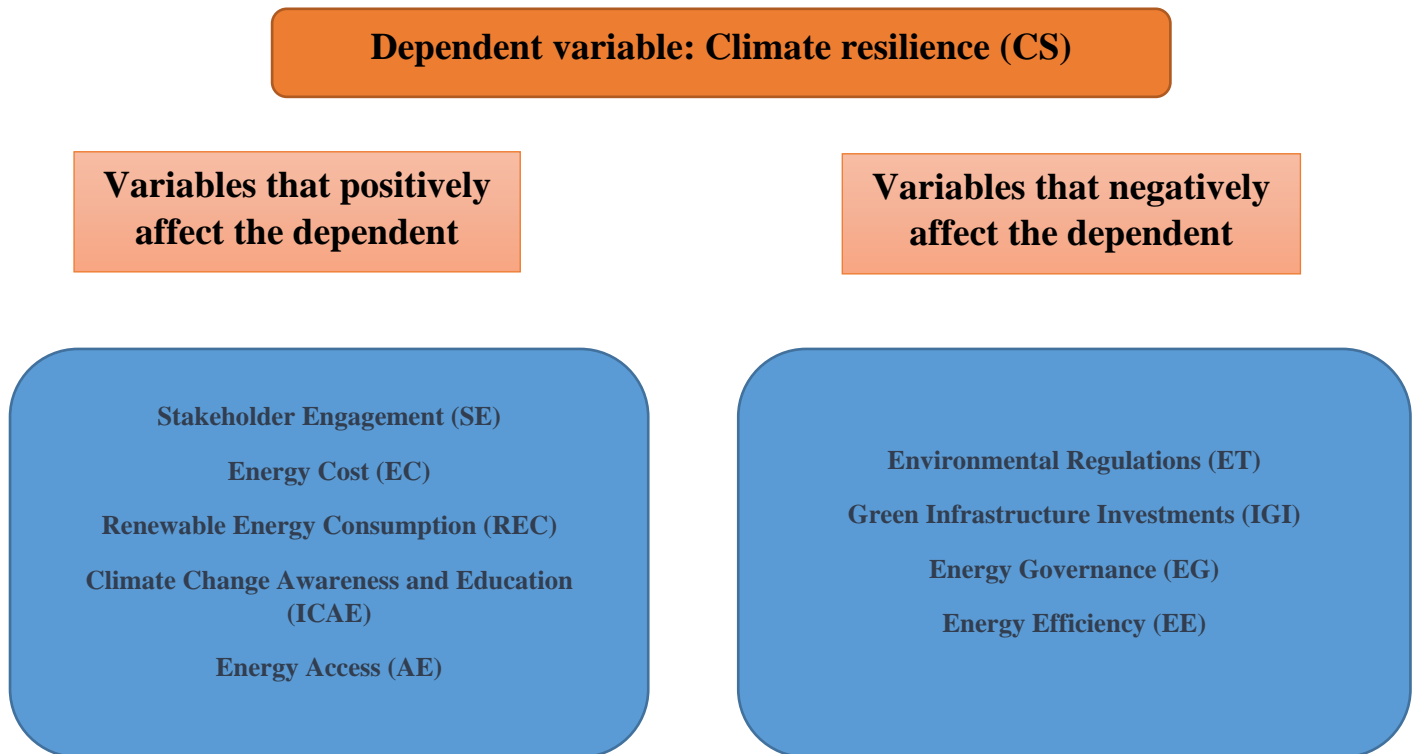 Dependent variable: Climate resilience (CS)
Variables that positively
affect the dependent
Variables that negatively
affect the dependent
Stakeholder Engagement (SE)
Energy Cost (EC)
Renewable Energy Consumption (REC)
Climate Change Awareness and Education
(ICAE)
Energy Access (AE)
Environmental Regulations (ET)
Green Infrastructure Investments (IGI)
Energy Governance (EG)
Energy Efficiency (EE)